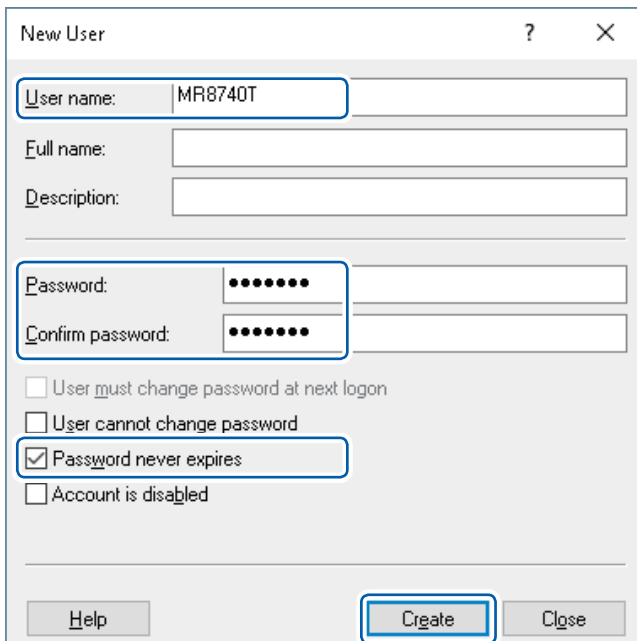 New User ? ×
User name: MR8740T
Full name:
Description:
Password: ●●●●●●●
Confirm password: ●●●●●●●
User must change password at next logon
User cannot change password
Password never expires
Account is disabled
Help Create Close